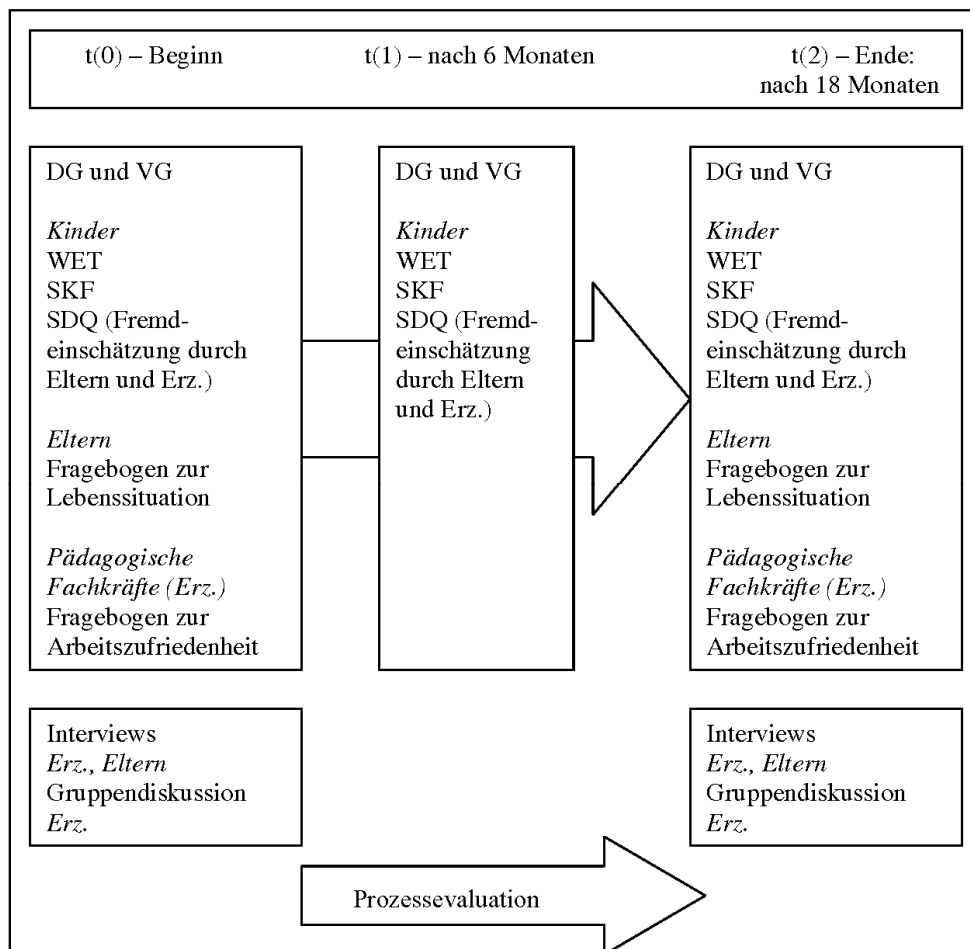 t(0) – Beginn
t(1) – nach 6 Monaten
t(2) – Ende:
nach 18 Monaten
DG und VG
Kinder
WET
SKF
SDQ (Fremd-
einschätzung durch
Eltern und Erz.)
Eltern
Fragebogen zur
Lebenssituation
Pädagogische
Fachkräfte (Erz.)
Fragebogen zur
Arbeitszufriedenheit
DG und VG
Kinder
WET
SKF
SDQ (Fremd-
einschätzung
durch Eltern
und Erz.)
DG und VG
Kinder
WET
SKF
SDQ (Fremd-
einschätzung durch
Eltern und Erz.)
Eltern
Fragebogen zur
Lebenssituation
Pädagogische
Fachkräfte (Erz.)
Fragebogen zur
Arbeitszufriedenheit
Interviews
Erz., Eltern
Gruppendiskussion
Erz.
Interviews
Erz., Eltern
Gruppendiskussion
Erz.
Prozessevaluation